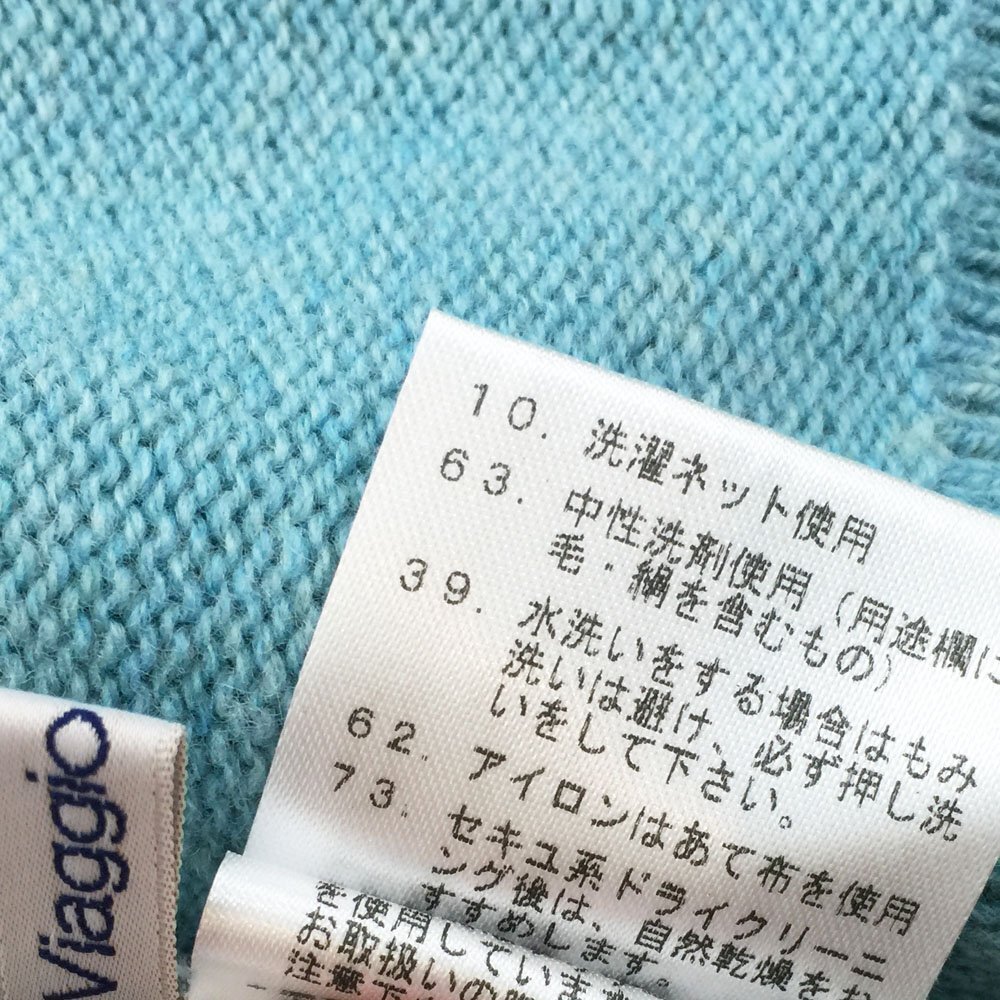 10. 洗濯ネット使用
63. 中性洗剤使用(用途欄に
毛・絹を含むもの)
39. 水洗いをする場合はもみ
洗いは避け、必ず押し洗
いをして下さい。
62. アイロンはあて布を使用
73. セキユ系ドライクリーニ
ング後は、自然乾燥をお
すすめします。
を使用していま
お取扱いの
注意下
Viaggio